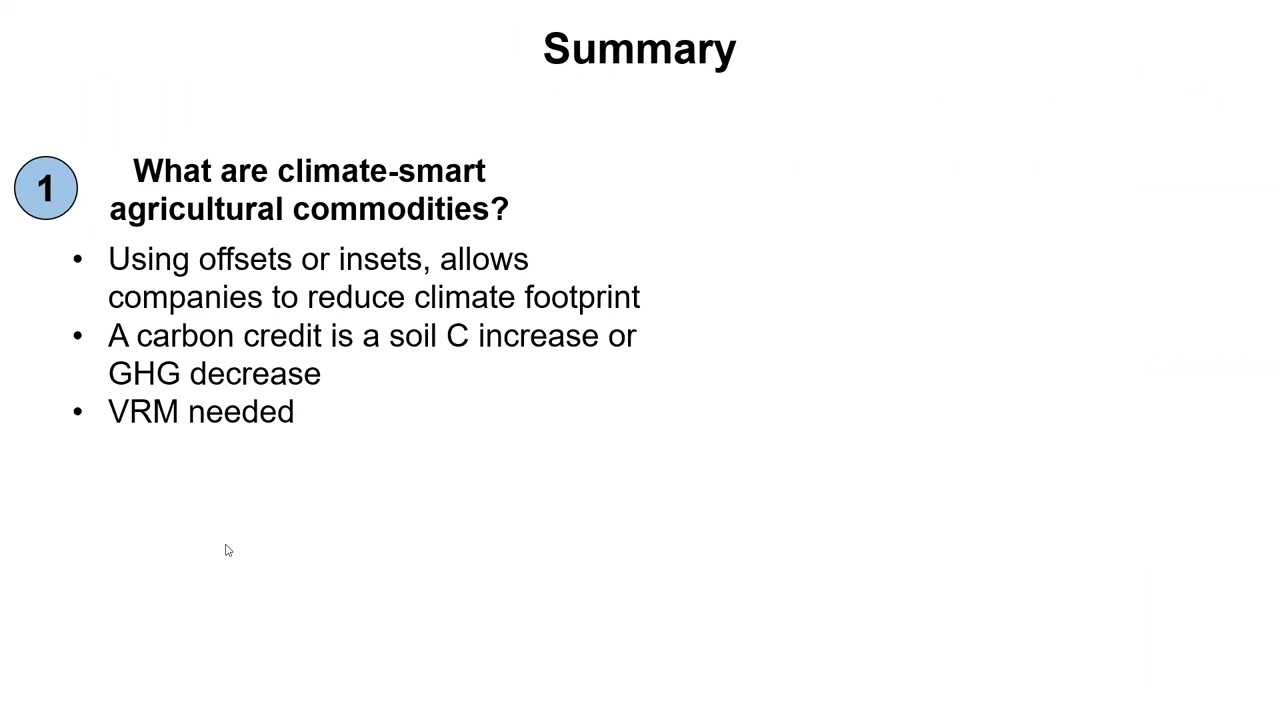 Summary
1
What are climate-smart
agricultural commodities?
• Using offsets or insets, allows
companies to reduce climate footprint
• A carbon credit is a soil C increase or
GHG decrease
• VRM needed